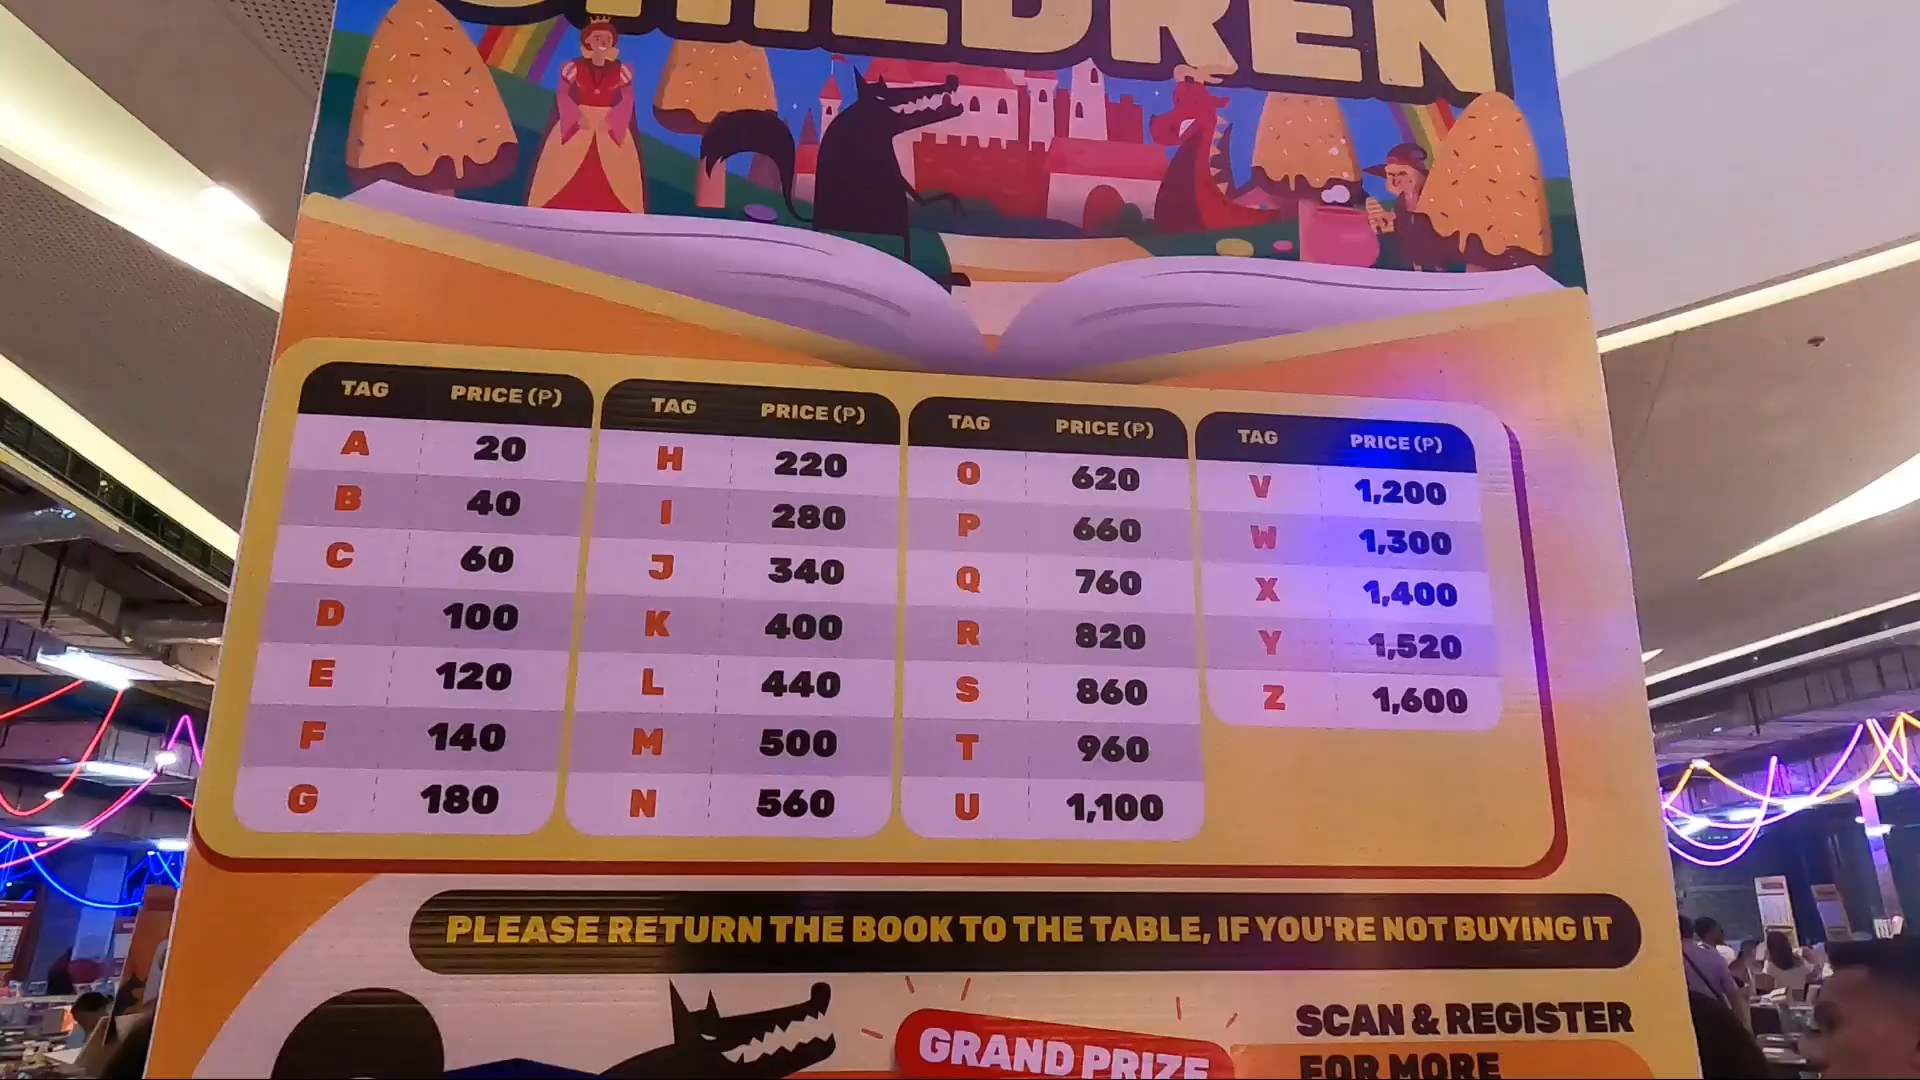 CHILDREN
TAG PRICE (₱)
A 20
B 40
C 60
D 100
E 120
F 140
G 180
TAG PRICE (₱)
H 220
I 280
J 340
K 400
L 440
M 500
N 560
TAG PRICE (₱)
O 620
P 660
Q 760
R 820
S 860
T 960
U 1,100
TAG PRICE (₱)
V 1,200
W 1,300
X 1,400
Y 1,520
Z 1,600
PLEASE RETURN THE BOOK TO THE TABLE, IF YOU'RE NOT BUYING IT
GRAND PRIZE
SCAN & REGISTER
FOR MORE